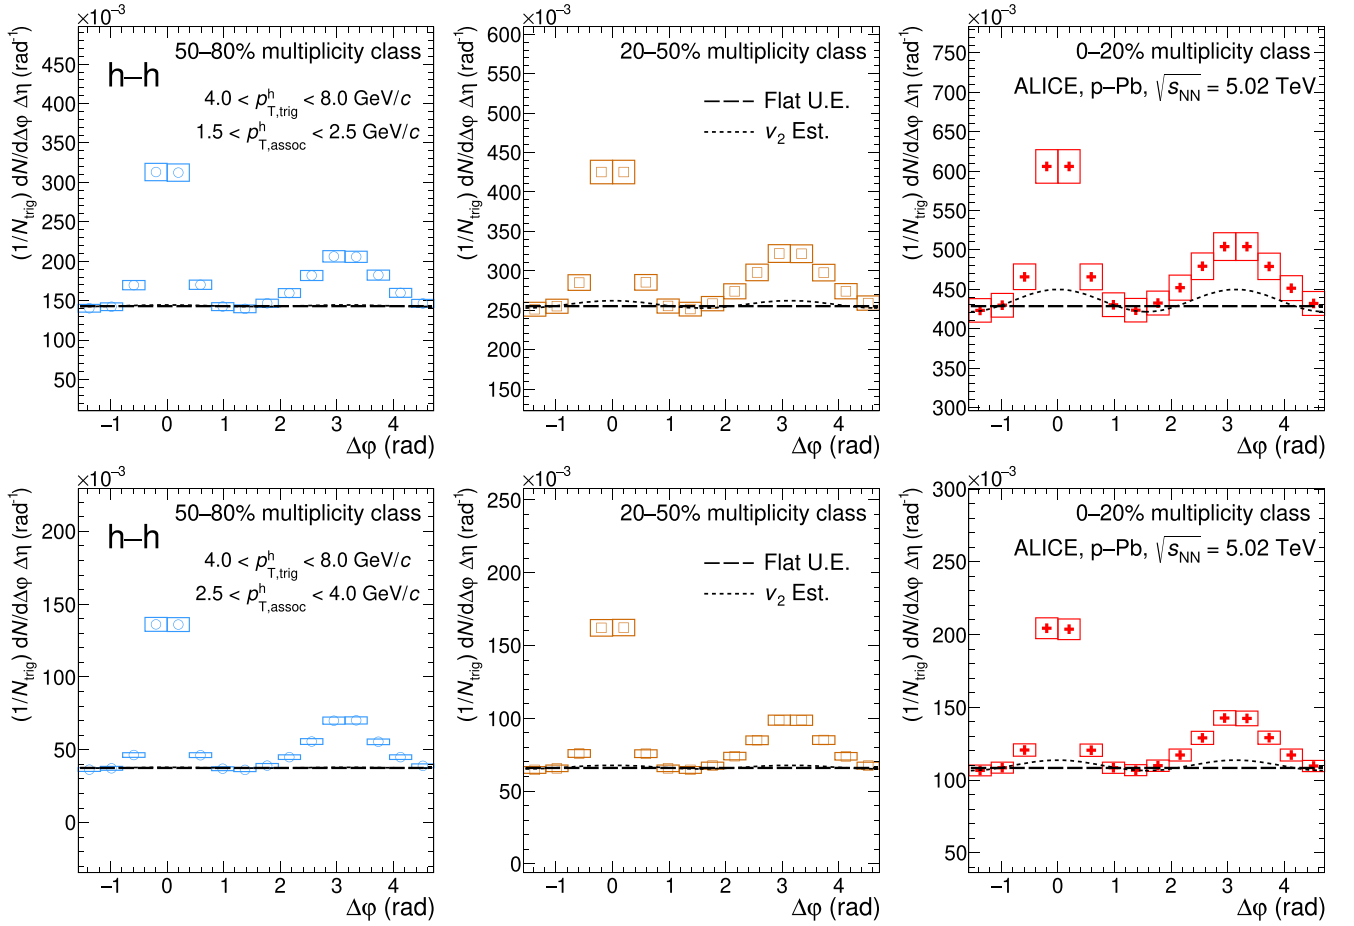 ×10⁻³
50–80% multiplicity class
h–h
4.0 < p^h_T,trig < 8.0 GeV/c
1.5 < p^h_T,assoc < 2.5 GeV/c
(1/N_trig) dN/dΔφ Δη (rad⁻¹)
450
400
350
300
250
200
150
100
50
−1 0 1 2 3 4
Δφ (rad)
×10⁻³
20–50% multiplicity class
Flat U.E.
v₂ Est.
(1/N_trig) dN/dΔφ Δη (rad⁻¹)
600
550
500
450
400
350
300
250
200
150
−1 0 1 2 3 4
Δφ (rad)
×10⁻³
0–20% multiplicity class
ALICE, p–Pb, √s_NN = 5.02 TeV
(1/N_trig) dN/dΔφ Δη (rad⁻¹)
750
700
650
600
550
500
450
400
350
300
−1 0 1 2 3 4
Δφ (rad)
×10⁻³
50–80% multiplicity class
h–h
4.0 < p^h_T,trig < 8.0 GeV/c
2.5 < p^h_T,assoc < 4.0 GeV/c
(1/N_trig) dN/dΔφ Δη (rad⁻¹)
200
150
100
50
0
−1 0 1 2 3 4
Δφ (rad)
×10⁻³
20–50% multiplicity class
Flat U.E.
v₂ Est.
(1/N_trig) dN/dΔφ Δη (rad⁻¹)
250
200
150
100
50
0
−1 0 1 2 3 4
Δφ (rad)
×10⁻³
0–20% multiplicity class
ALICE, p–Pb, √s_NN = 5.02 TeV
(1/N_trig) dN/dΔφ Δη (rad⁻¹)
300
250
200
150
100
50
−1 0 1 2 3 4
Δφ (rad)